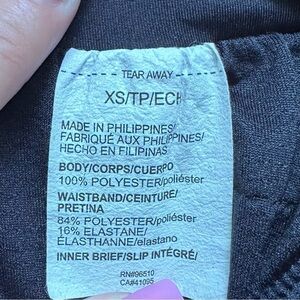 TEAR AWAY
XS/TP/ECH
MADE IN PHILIPPINES/
FABRIQUÉ AUX PHILIPPINES/
HECHO EN FILIPINAS
BODY/CORPS/CUERPO
100% POLYESTER/poliéster
WAISTBAND/CEINTURE/
PRETINA
84% POLYESTER/poliéster
16% ELASTANE/
ÉLASTHANNE/elastano
INNER BRIEF/SLIP INTÉGRÉ/
RN#96510
CA#41095